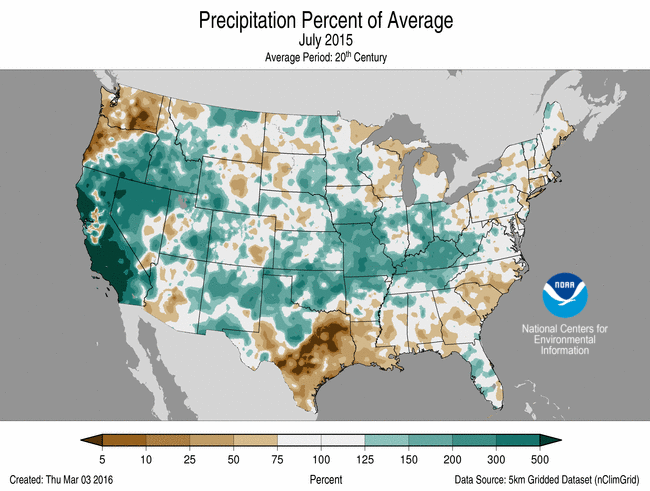 Precipitation Percent of Average
July 2015
Average Period: 20th Century
NOAA
National Centers for
Environmental
Information
5 10 25 50 75 100 125 150 200 300 500
Created: Thu Mar 03 2016 Percent Data Source: 5km Gridded Dataset (nClimGrid)